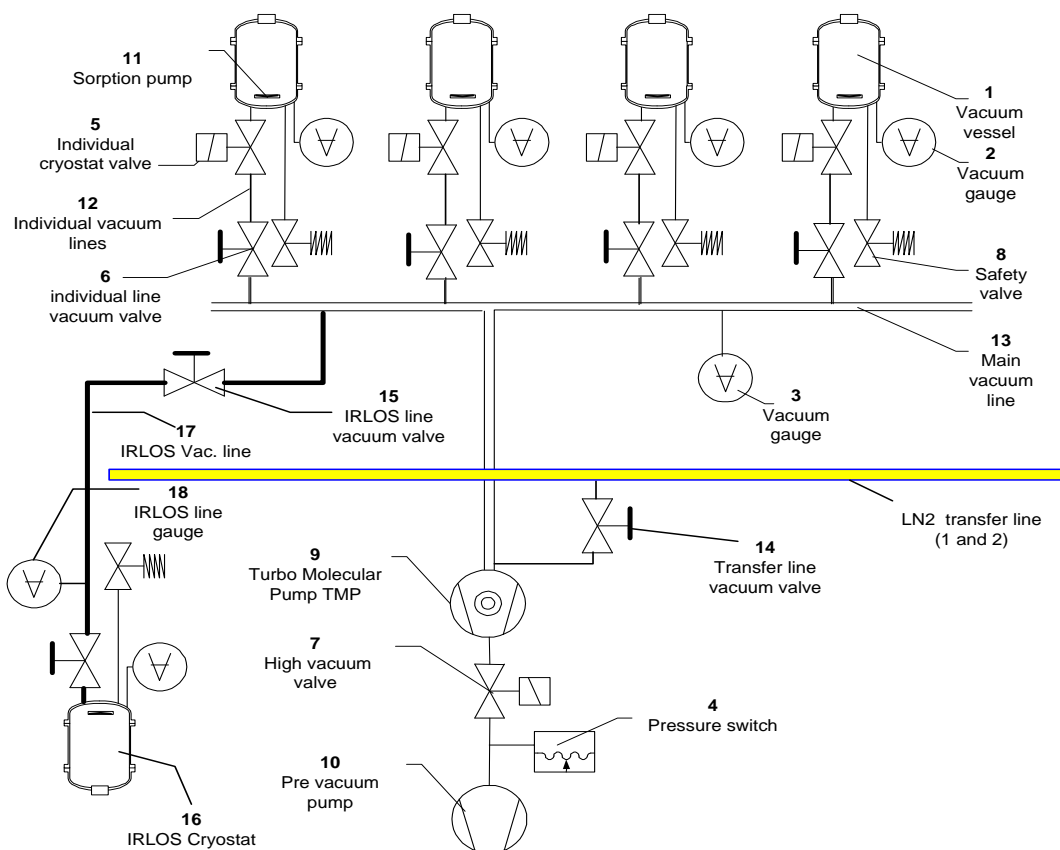 11
Sorption pump
5
Individual
cryostat valve
12
Individual vacuum
lines
6
individual line
vacuum valve
1
Vacuum
vessel
2
Vacuum
gauge
8
Safety
valve
13
Main
vacuum
line
15
IRLOS line
vacuum valve
3
Vacuum
gauge
17
IRLOS Vac. line
18
IRLOS line
gauge
LN2 transfer line
(1 and 2)
14
Transfer line
vacuum valve
9
Turbo Molecular
Pump TMP
7
High vacuum
valve
4
Pressure switch
10
Pre vacuum
pump
16
IRLOS Cryostat